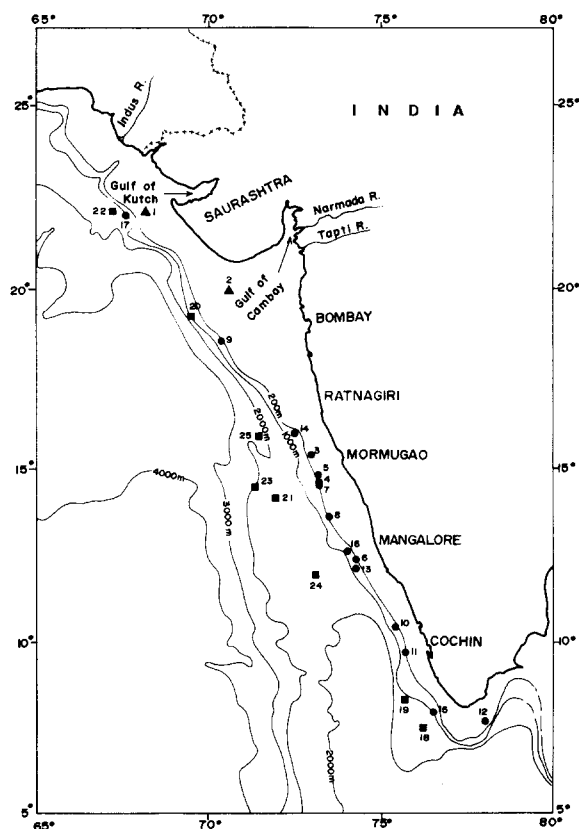 65° 70° 75° 80°
25° 25°
Indus R.
I N D I A
Gulf of
Kutch
SAURASHTRA
22 17 1
Narmada R.
Tapti R.
2
Gulf of
Cambay
20° 20°
20
BOMBAY
9
RATNAGIRI
200m
1000m
2000m
14
25 3
MORMUGAO
15° 15°
5
4
7
23
21
4000m
3000m
8
MANGALORE
16
6
13
24
10
10° 10°
COCHIN
11
19 15 12
18
2000m
5° 5°
65° 70° 75° 80°